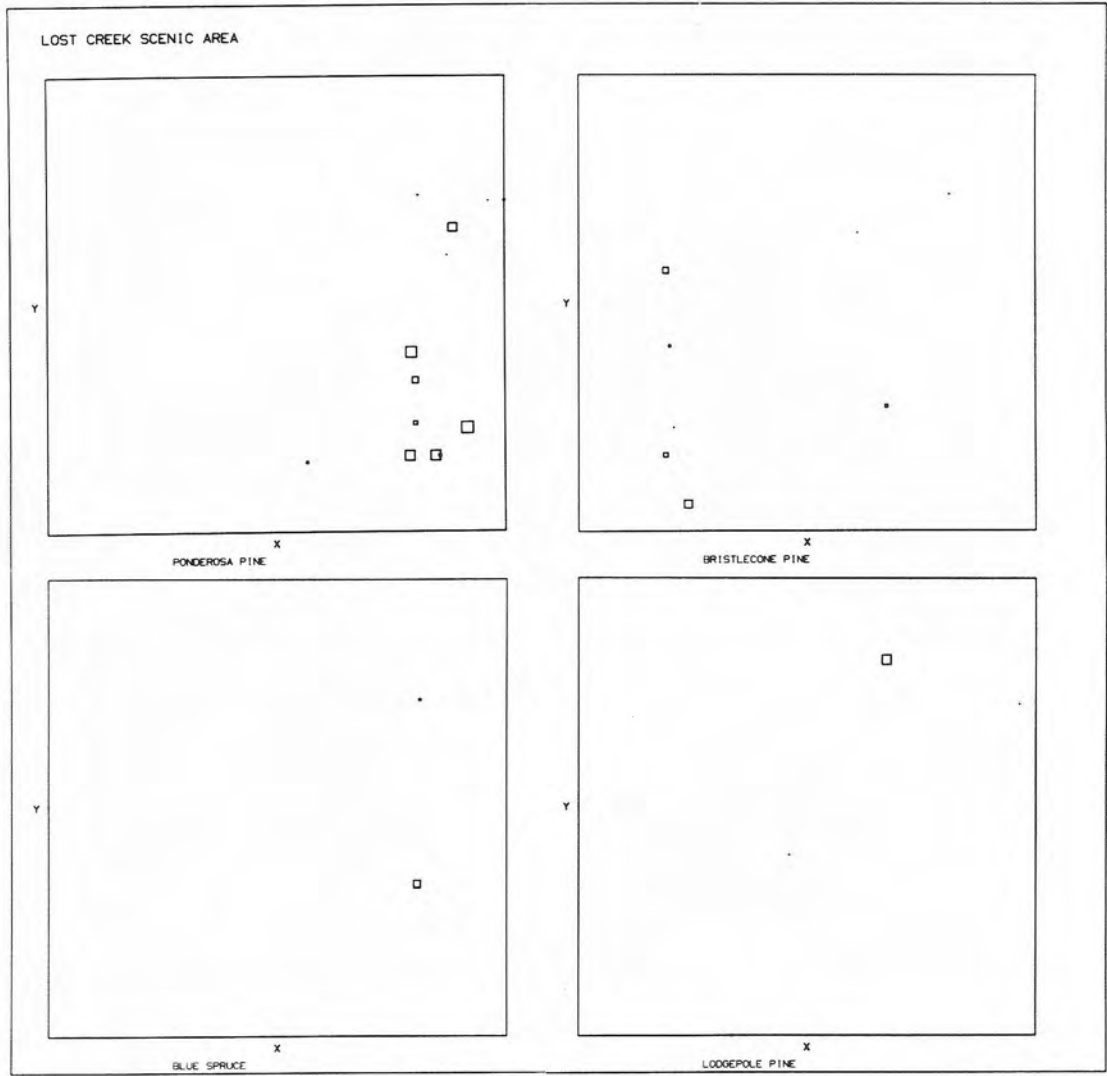 LOST CREEK SCENIC AREA
Y
X
PONDEROSA PINE
Y
X
BRISTLECONE PINE
Y
X
BLUE SPRUCE
Y
X
LODGEPOLE PINE